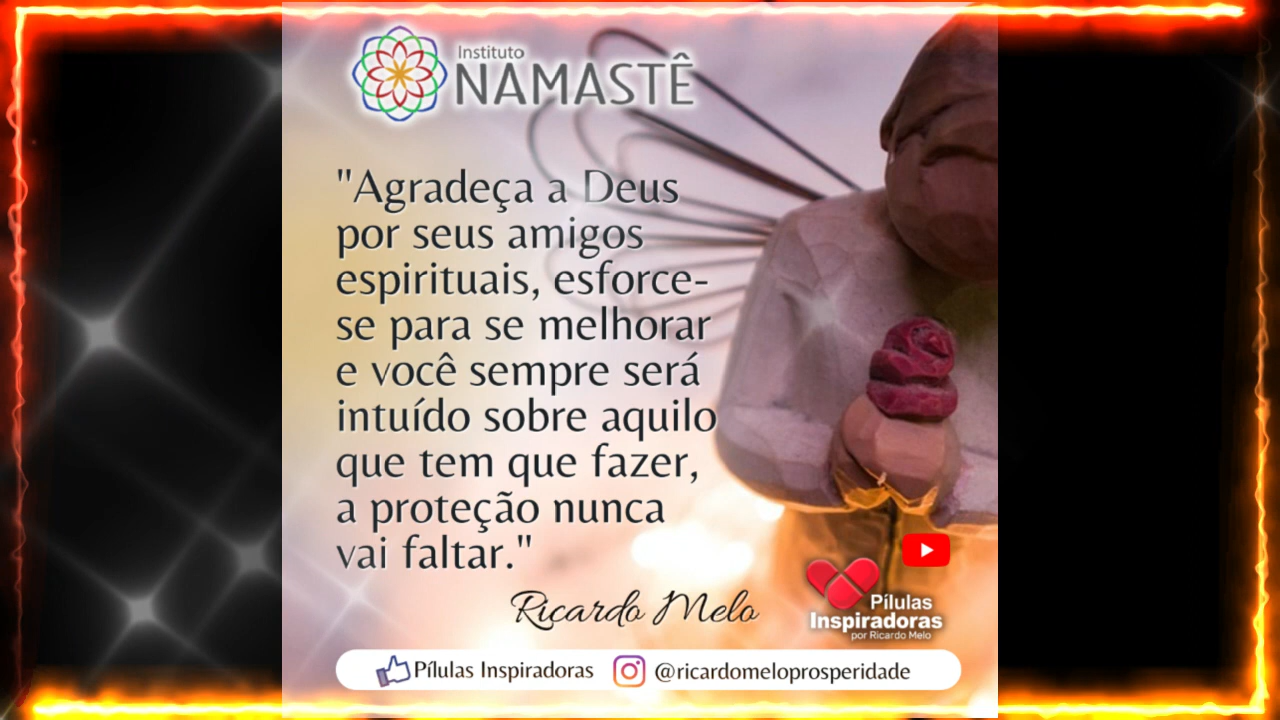 Instituto
NAMASTÊ
"Agradeça a Deus
por seus amigos
espirituais, esforce-
se para se melhorar
e você sempre será
intuído sobre aquilo
que tem que fazer,
a proteção nunca
vai faltar."
Ricardo Melo
Pílulas
Inspiradoras
por Ricardo Melo
Pílulas Inspiradoras @ricardomeloprosperidade